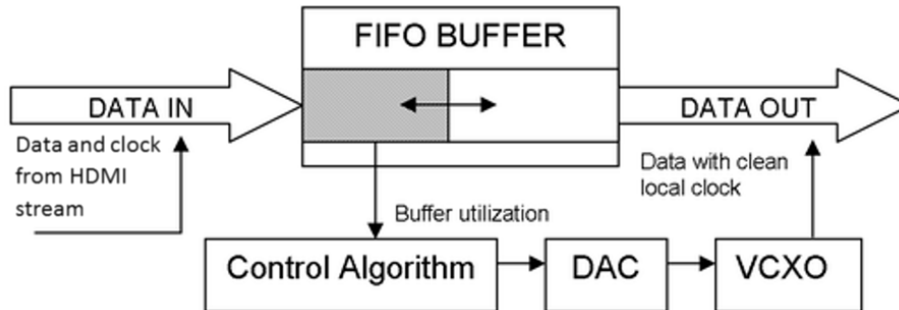 FIFO BUFFER
DATA IN
DATA OUT
Data and clock
from HDMI
stream
Data with clean
local clock
Buffer utilization
Control Algorithm
DAC
VCXO